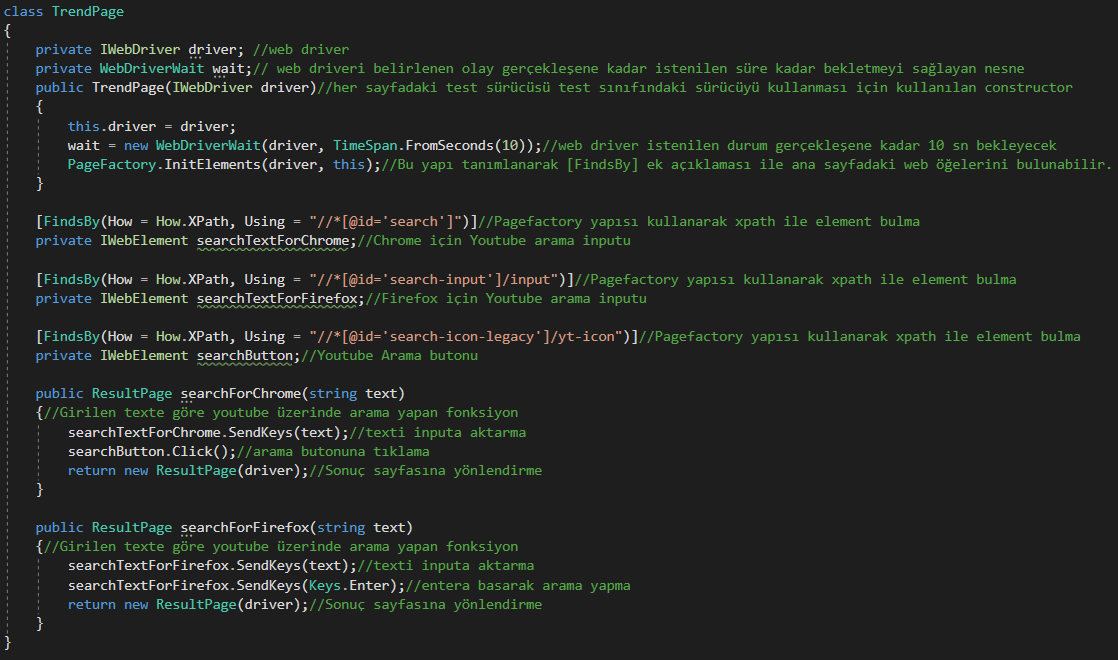 class TrendPage
{
    private IWebDriver driver; //web driver
    private WebDriverWait wait;// web driveri belirlenen olay gerçekleşene kadar istenilen süre kadar bekletmeyi sağlayan nesne
    public TrendPage(IWebDriver driver)//her sayfadaki test sürücüsü test sınıfındaki sürücüyü kullanması için kullanılan constructor
    {
        this.driver = driver;
        wait = new WebDriverWait(driver, TimeSpan.FromSeconds(10));//web driver istenilen durum gerçekleşene kadar 10 sn bekleyecek
        PageFactory.InitElements(driver, this);//Bu yapı tanımlanarak [FindsBy] ek açıklaması ile ana sayfadaki web öğelerini bulunabilir.
    }

    [FindsBy(How = How.XPath, Using = "//*[@id='search']")]//Pagefactory yapısı kullanarak xpath ile element bulma
    private IWebElement searchTextForChrome;//Chrome için Youtube arama inputu

    [FindsBy(How = How.XPath, Using = "//*[@id='search-input']/input")]//Pagefactory yapısı kullanarak xpath ile element bulma
    private IWebElement searchTextForFirefox;//Firefox için Youtube arama inputu

    [FindsBy(How = How.XPath, Using = "//*[@id='search-icon-legacy']/yt-icon")]//Pagefactory yapısı kullanarak xpath ile element bulma
    private IWebElement searchButton;//Youtube Arama butonu

    public ResultPage searchForChrome(string text)
    {//Girilen texte göre youtube üzerinde arama yapan fonksiyon
        searchTextForChrome.SendKeys(text);//texti inputa aktarma
        searchButton.Click();//arama butonuna tıklama
        return new ResultPage(driver);//Sonuç sayfasına yönlendirme
    }

    public ResultPage searchForFirefox(string text)
    {//Girilen texte göre youtube üzerinde arama yapan fonksiyon
        searchTextForFirefox.SendKeys(text);//texti inputa aktarma
        searchTextForFirefox.SendKeys(Keys.Enter);//entera basarak arama yapma
        return new ResultPage(driver);//Sonuç sayfasına yönlendirme
    }
}